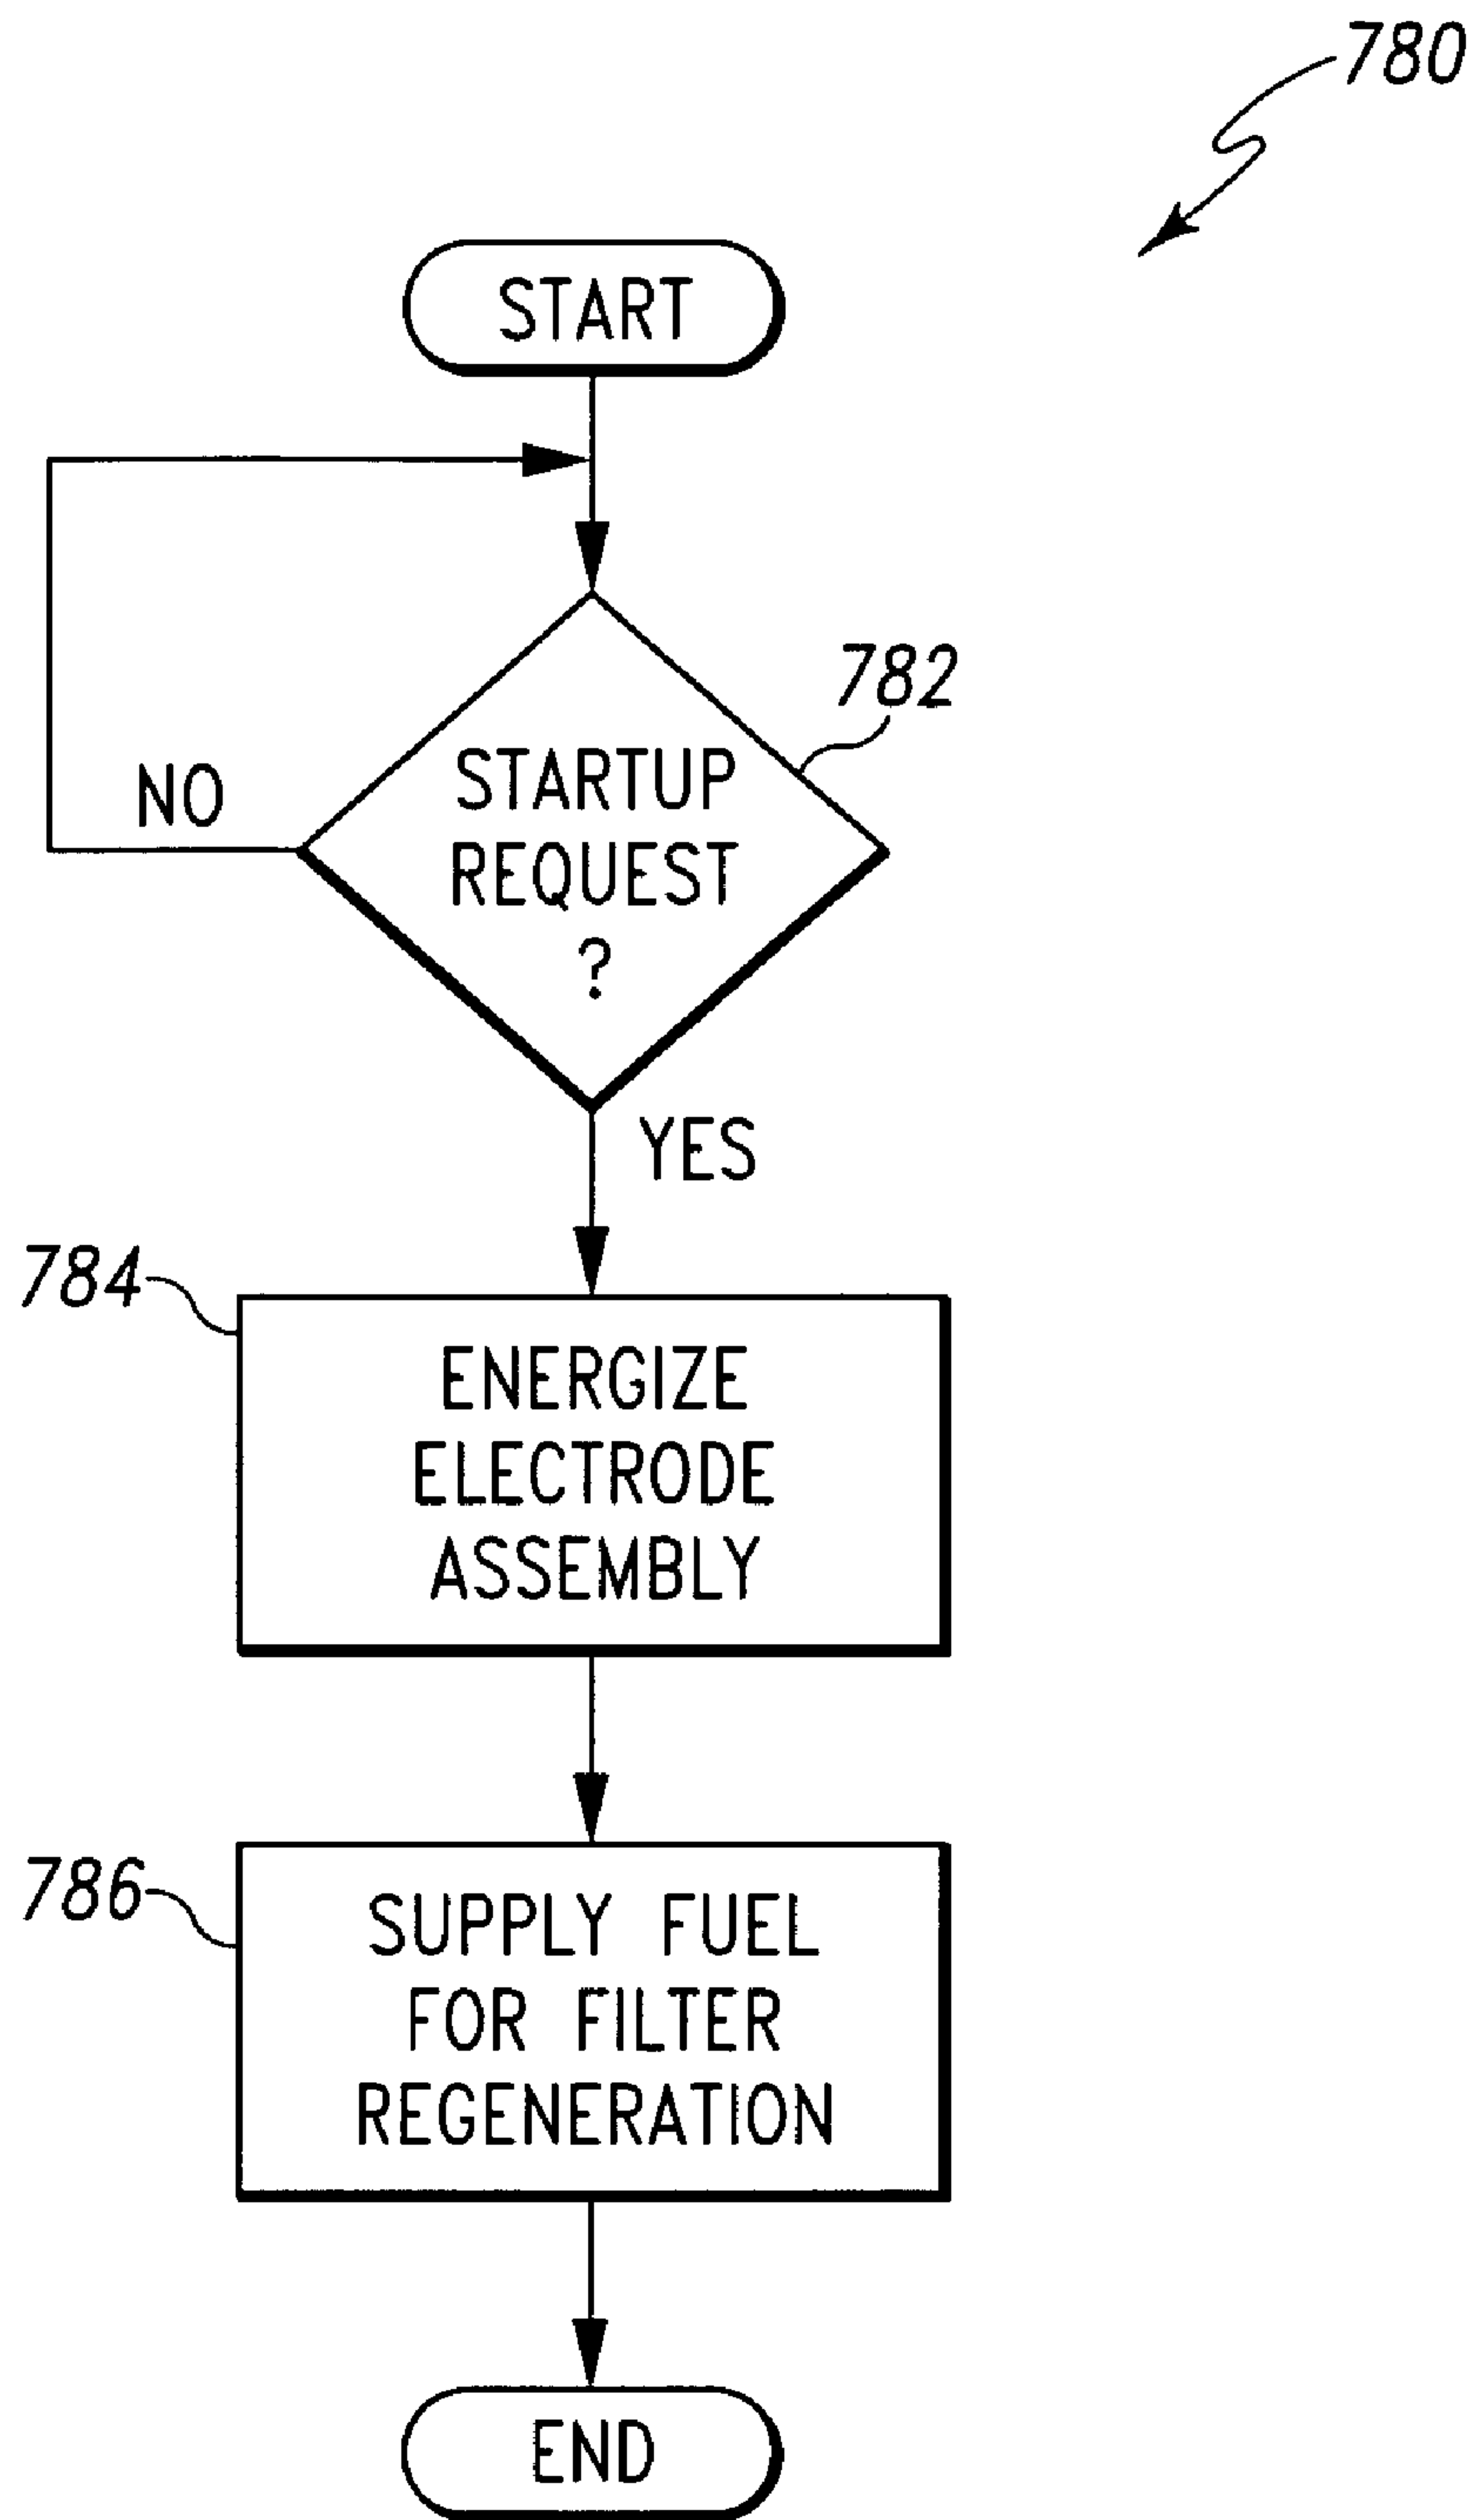 780
START
782
STARTUP
REQUEST
?
NO
YES
784
ENERGIZE
ELECTRODE
ASSEMBLY
786
SUPPLY FUEL
FOR FILTER
REGENERATION
END